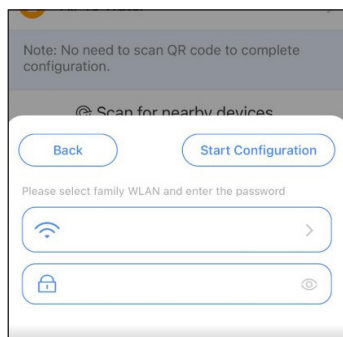 Note: No need to scan QR code to complete
configuration.
Scan for nearby devices
Back
Start Configuration
Please select family WLAN and enter the password